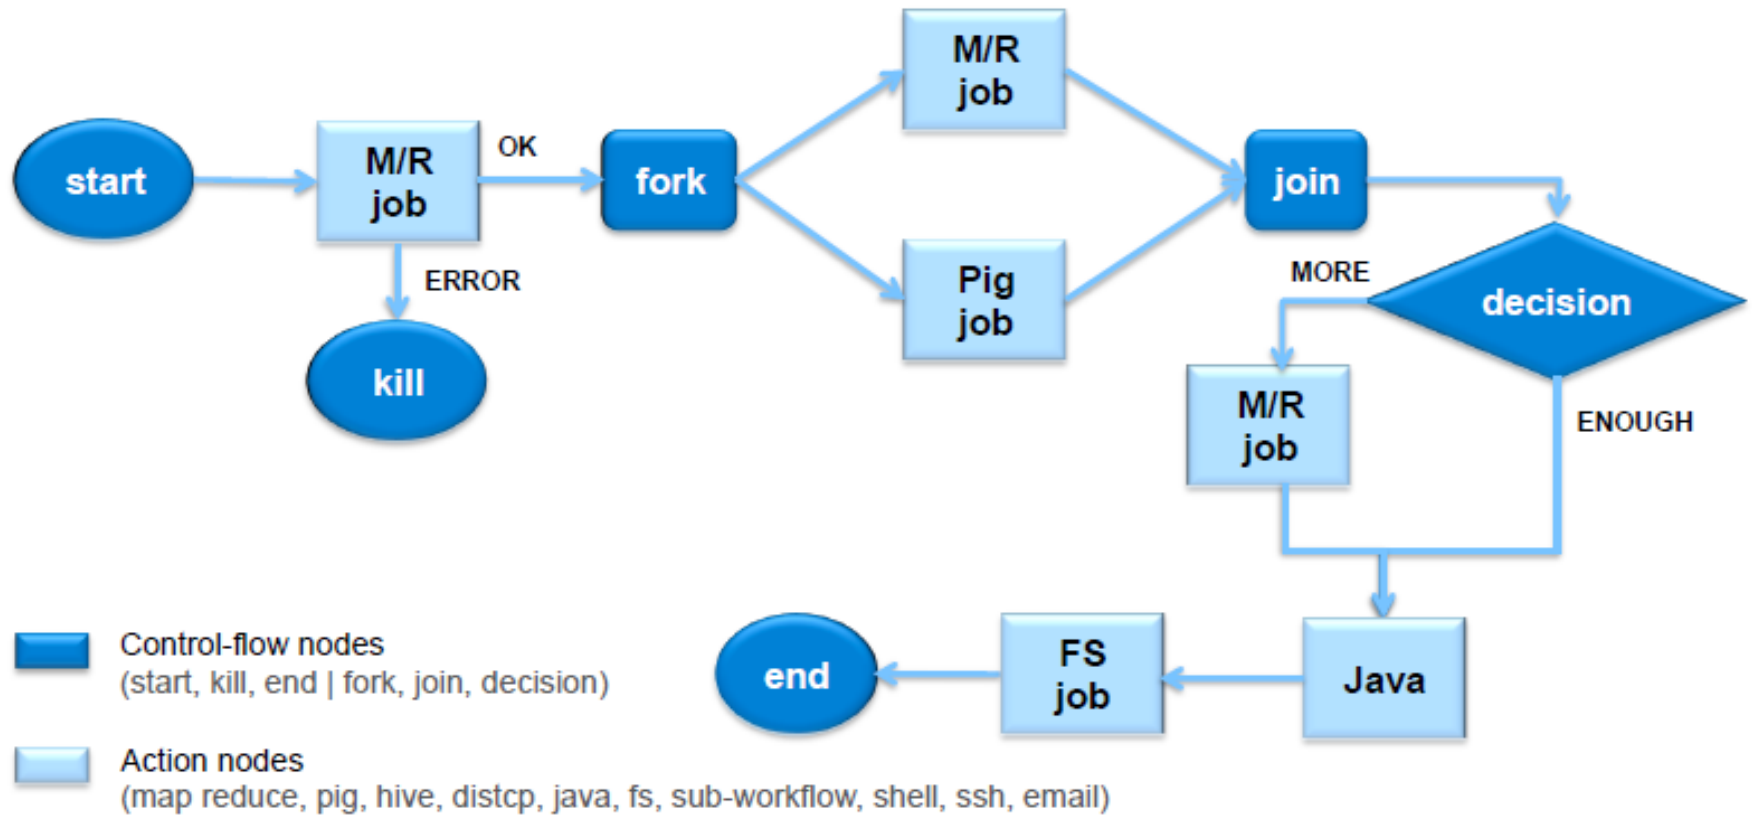 start
M/R
job
OK
ERROR
kill
fork
M/R
job
Pig
job
join
decision
MORE
M/R
job
ENOUGH
Java
FS
job
end
Control-flow nodes
(start, kill, end | fork, join, decision)
Action nodes
(map reduce, pig, hive, distcp, java, fs, sub-workflow, shell, ssh, email)